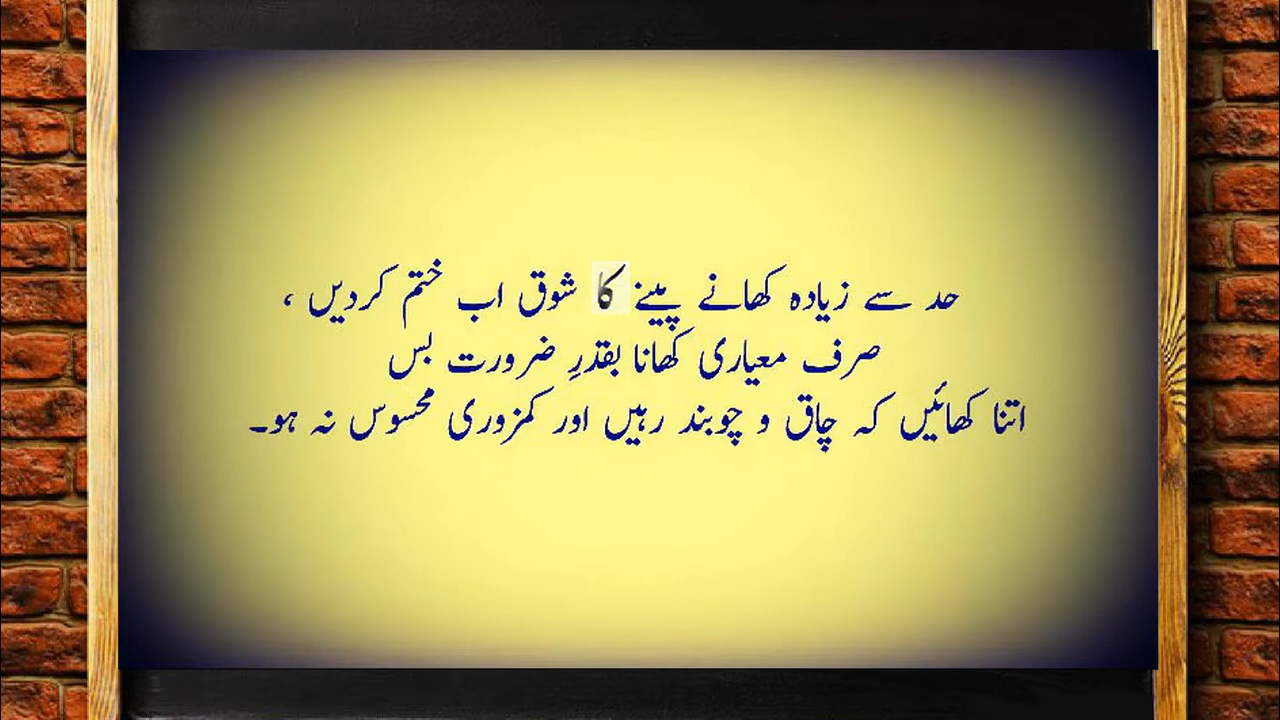 حد سے زیادہ کھانے پینے کا شوق اب ختم کردیں ،
صرف معیاری کھانا بقدرِ ضرورت بس
اتنا کھائیں کہ چاق و چوبند رہیں اور کمزوری محسوس نہ ہو۔